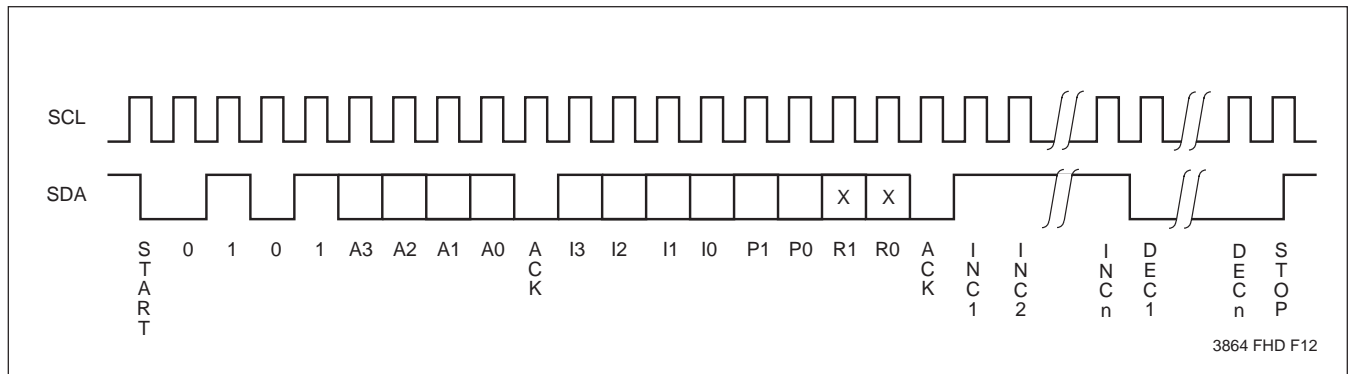 SCL
SDA
X X
START 0 1 0 1 A3 A2 A1 A0 ACK I3 I2 I1 I0 P1 P0 R1 R0 ACK INC1 INC2 INCn DEC1 DECn STOP
3864 FHD F12